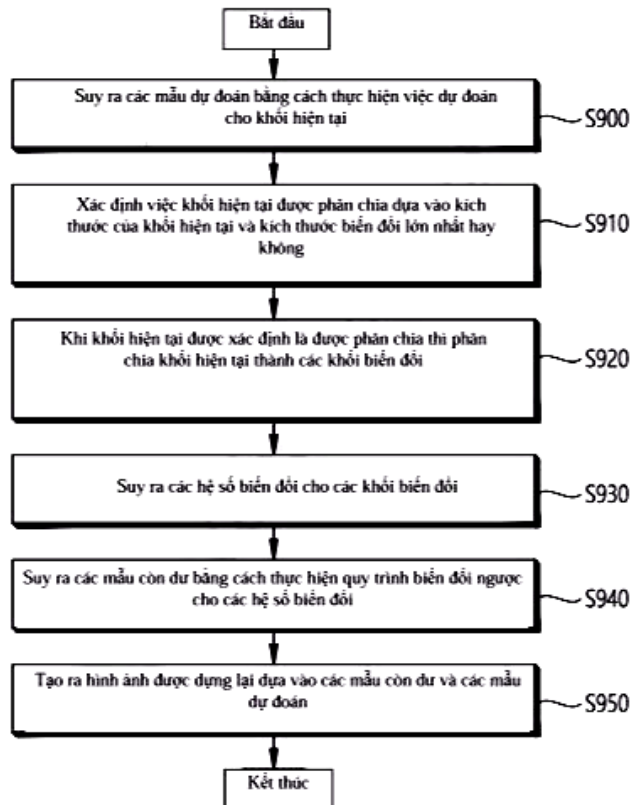 Bắt đầu
Suy ra các mẫu dự đoán bằng cách thực hiện việc dự đoán
cho khối hiện tại
S900
Xác định việc khối hiện tại được phân chia dựa vào kích
thước của khối hiện tại và kích thước biến đổi lớn nhất hay
không
S910
Khi khối hiện tại được xác định là được phân chia thì phân
chia khối hiện tại thành các khối biến đổi
S920
Suy ra các hệ số biến đổi cho các khối biến đổi
S930
Suy ra các mẫu còn dư bằng cách thực hiện quy trình biến đổi ngược
cho các hệ số biến đổi
S940
Tạo ra hình ảnh được dựng lại dựa vào các mẫu còn dư và các mẫu
dự đoán
S950
Kết thúc